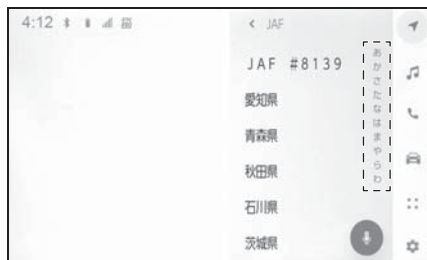 4:12
< JAF
JAF #8139
愛知県
青森県
秋田県
石川県
茨城県
あ
か
さ
た
な
は
ま
や
ら
わ